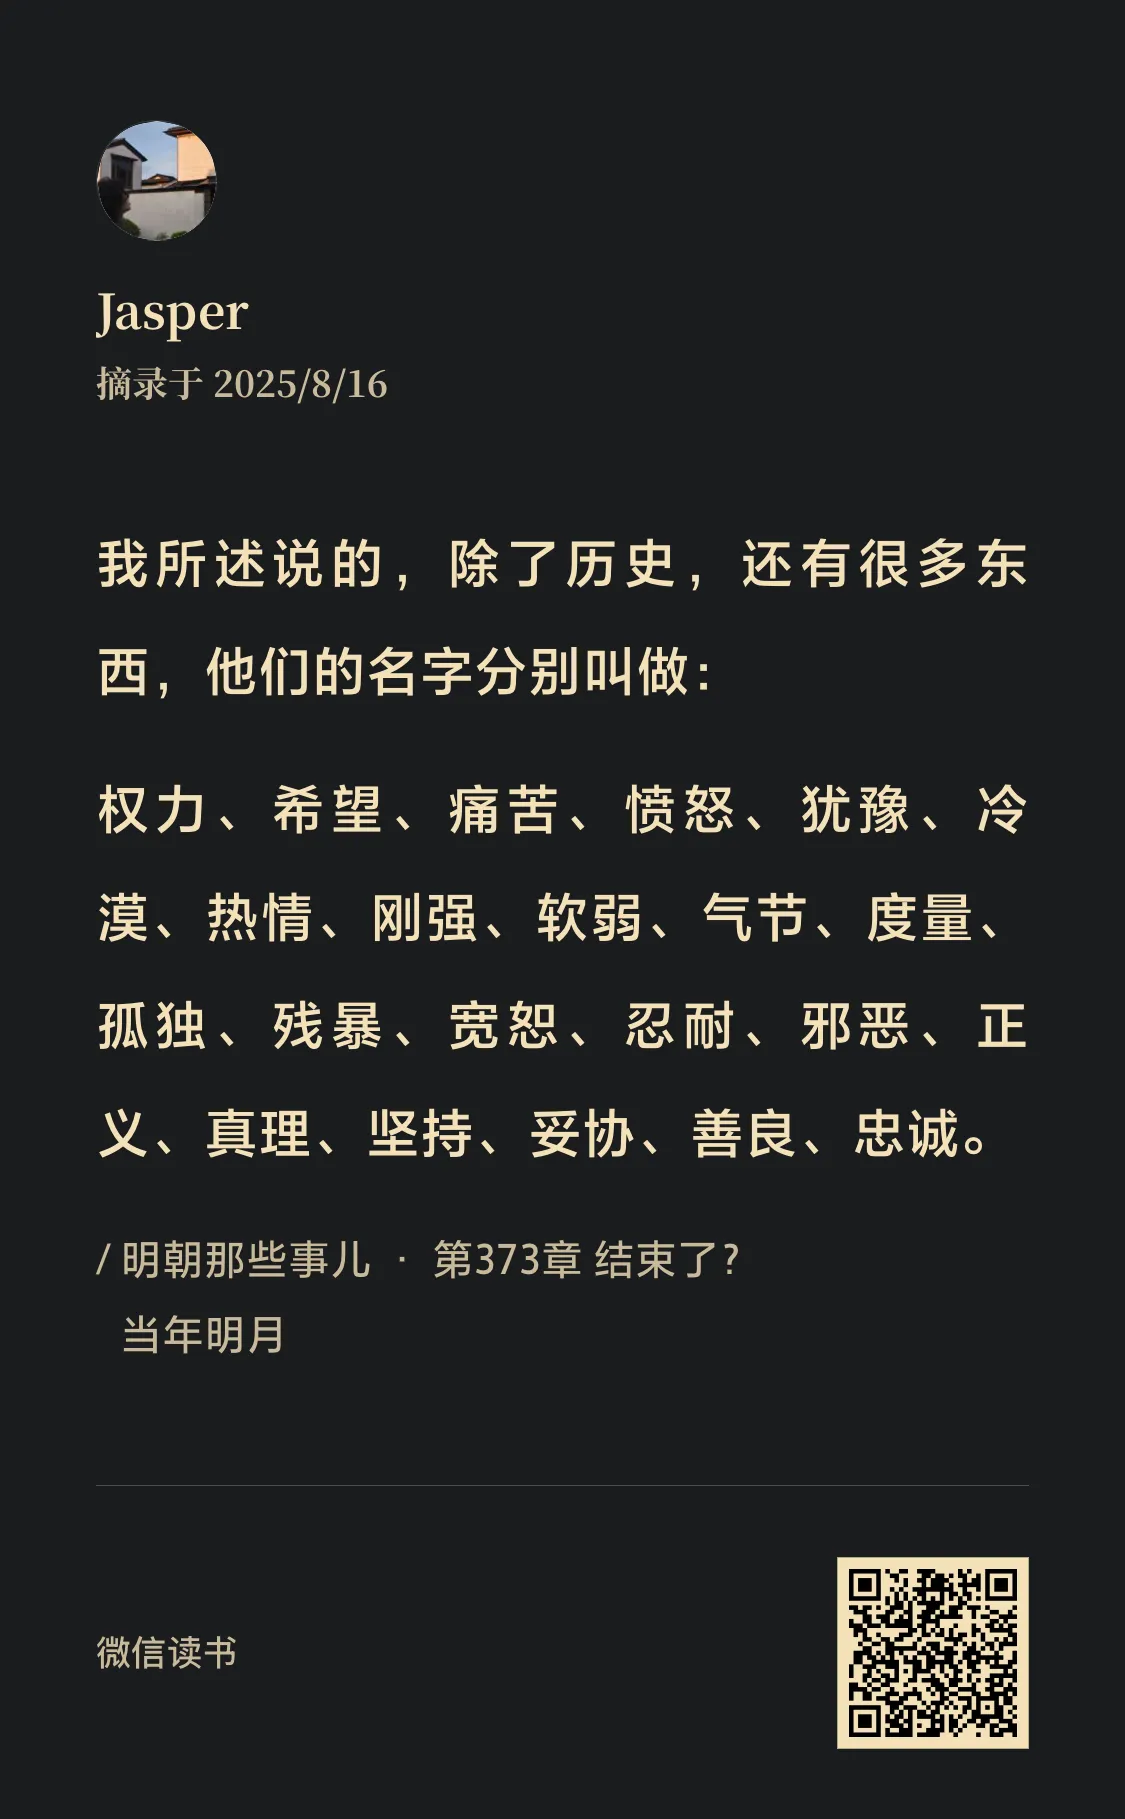 Jasper
摘录于 2025/8/16
我所述说的，除了历史，还有很多东
西，他们的名字分别叫做：
权力、希望、痛苦、愤怒、犹豫、冷
漠、热情、刚强、软弱、气节、度量、
孤独、残暴、宽恕、忍耐、邪恶、正
义、真理、坚持、妥协、善良、忠诚。
/ 明朝那些事儿 · 第373章 结束了？
当年明月
微信读书